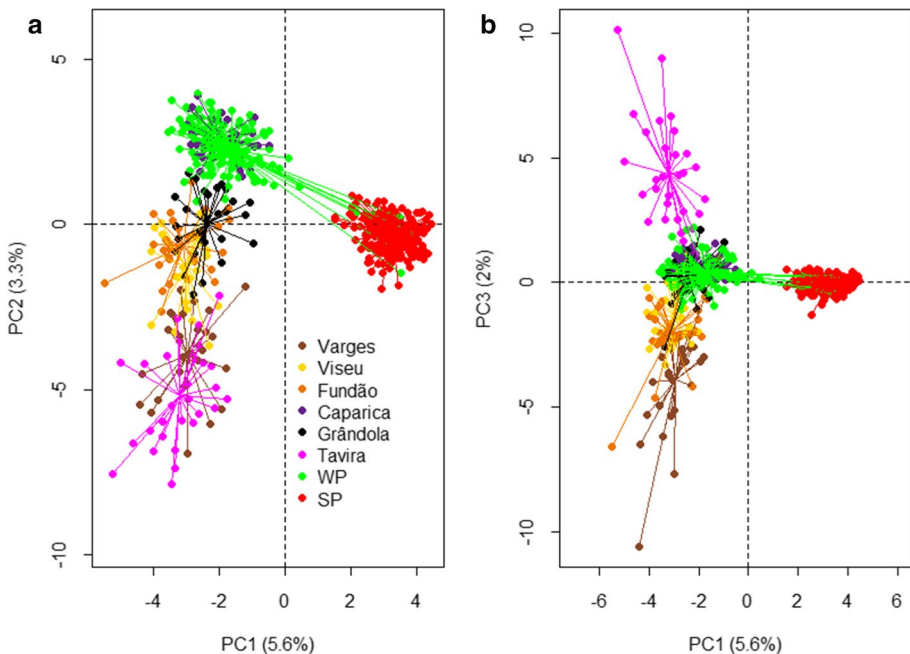 a
5
0
-5
-10
PC2 (3.3%)
-4
-2
0
2
4
PC1 (5.6%)
Varges
Viseu
Fundão
Caparica
Grândola
Tavira
WP
SP
b
10
5
0
-5
-10
PC3 (2%)
-6
-4
-2
0
2
4
6
PC1 (5.6%)